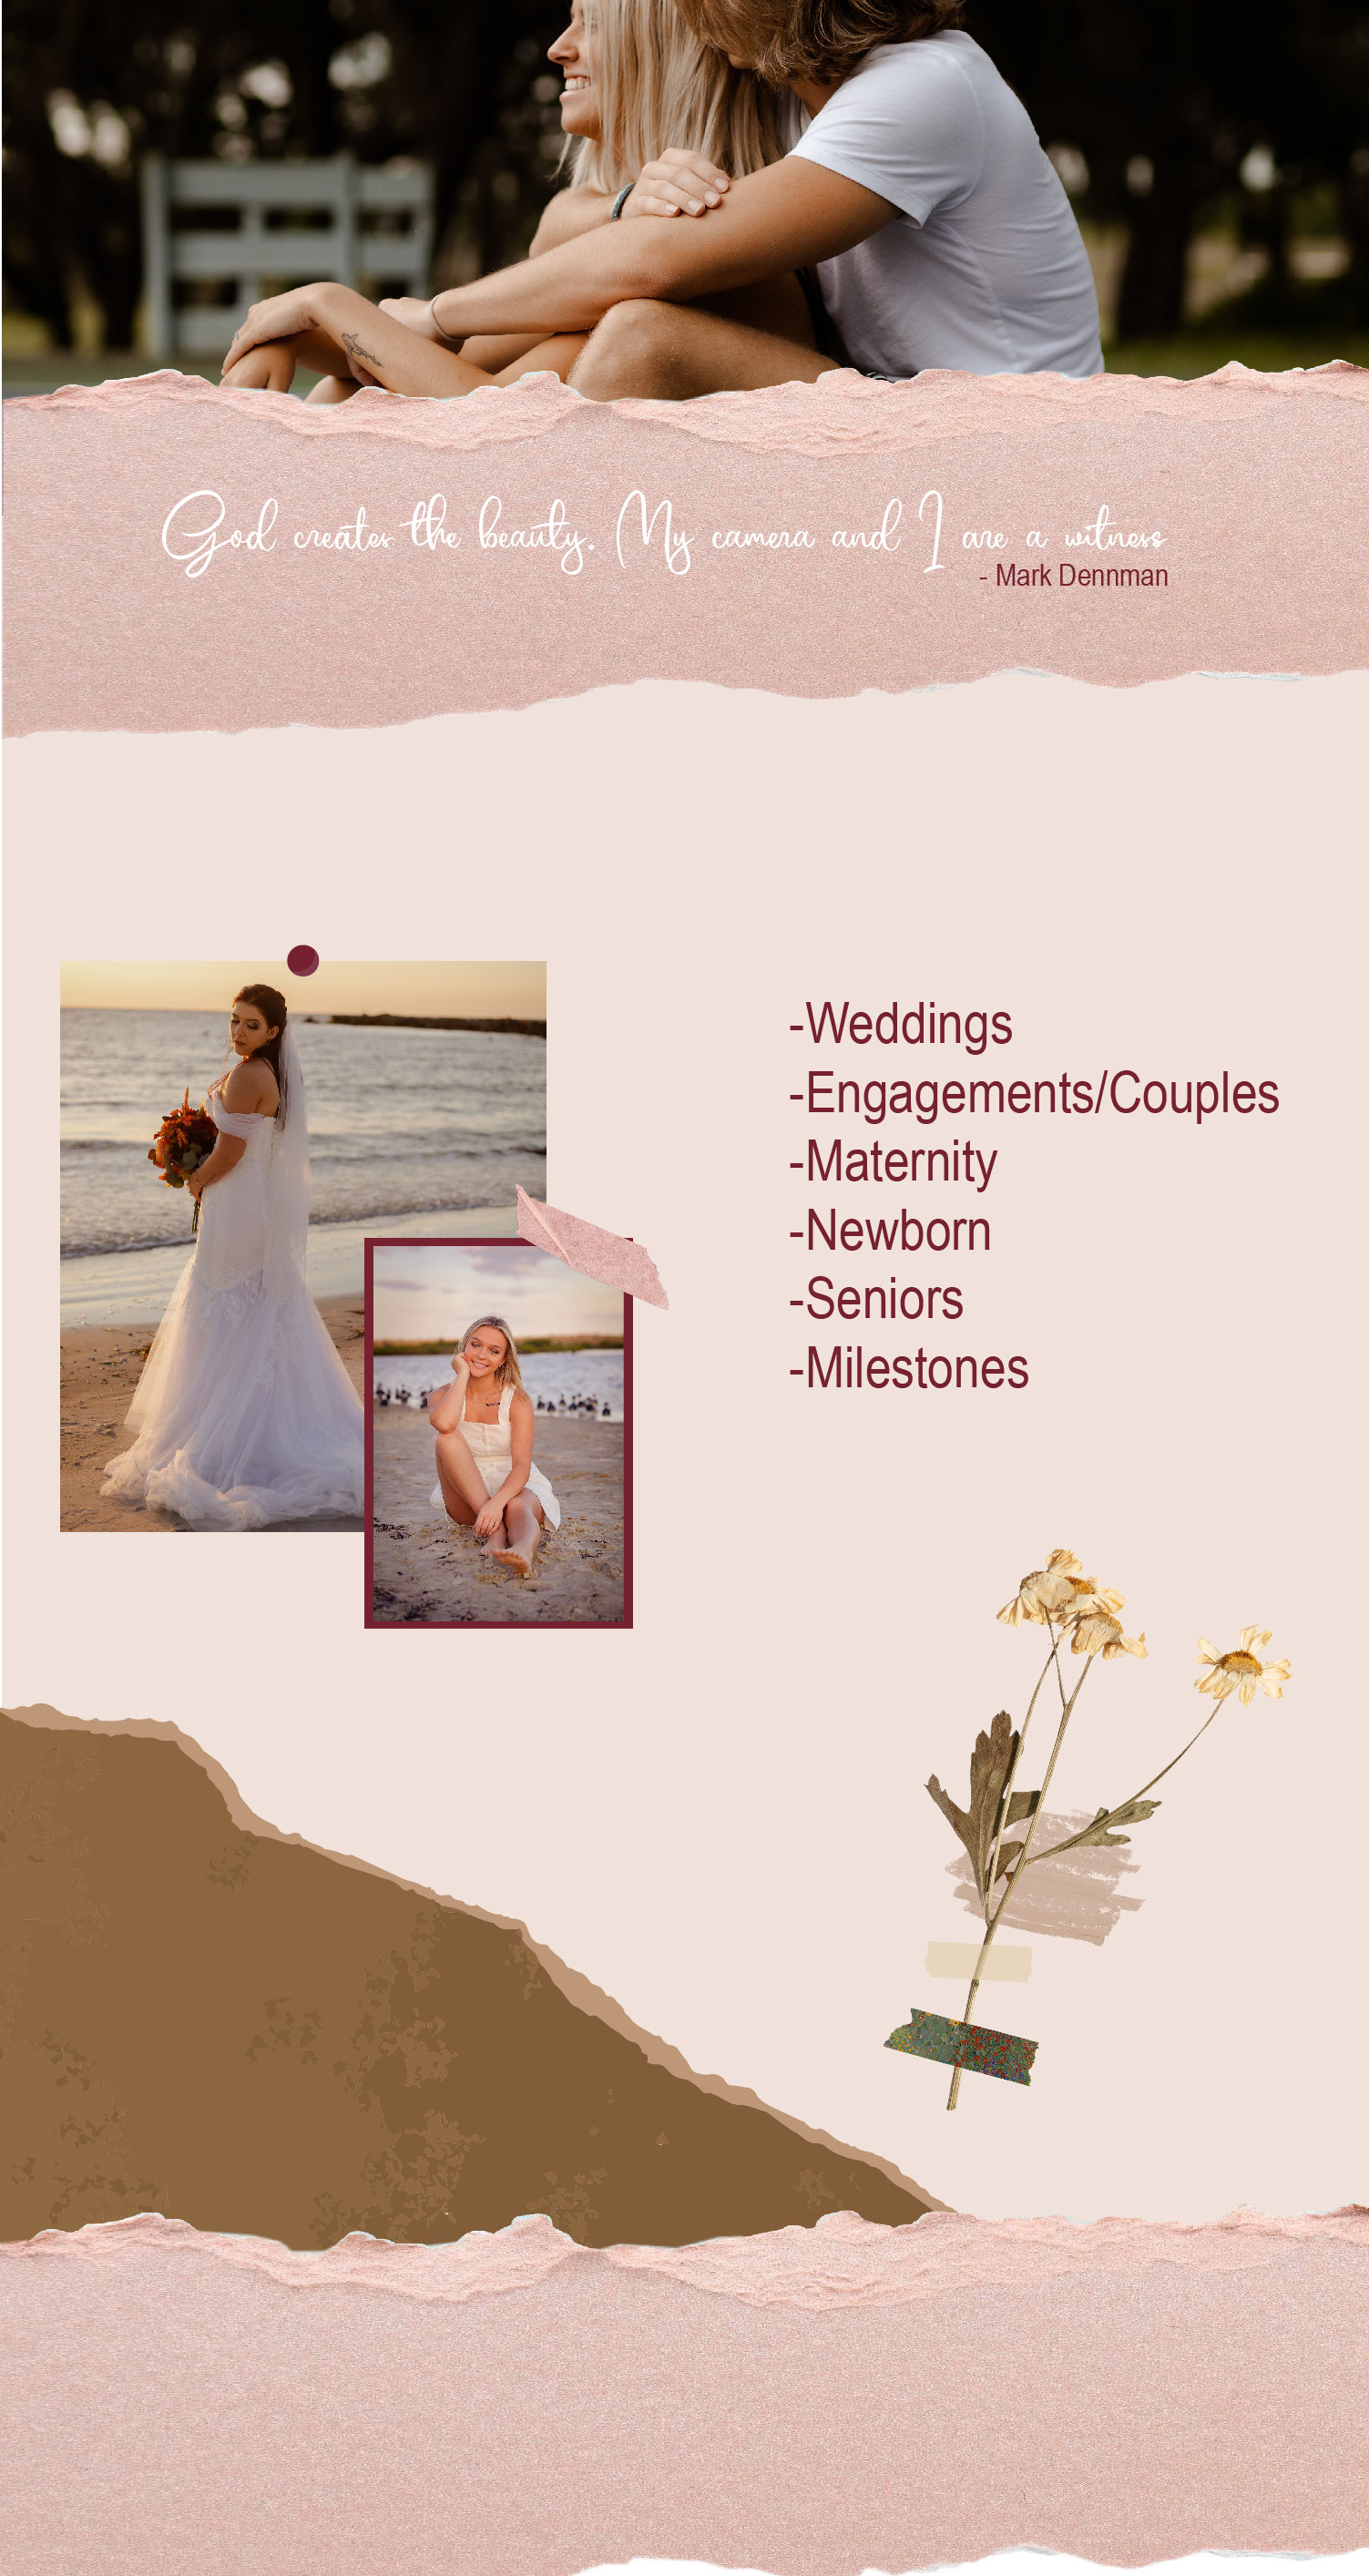 God creates the beauty. My camera and I are a witness
- Mark Dennman
-Weddings
-Engagements/Couples
-Maternity
-Newborn
-Seniors
-Milestones